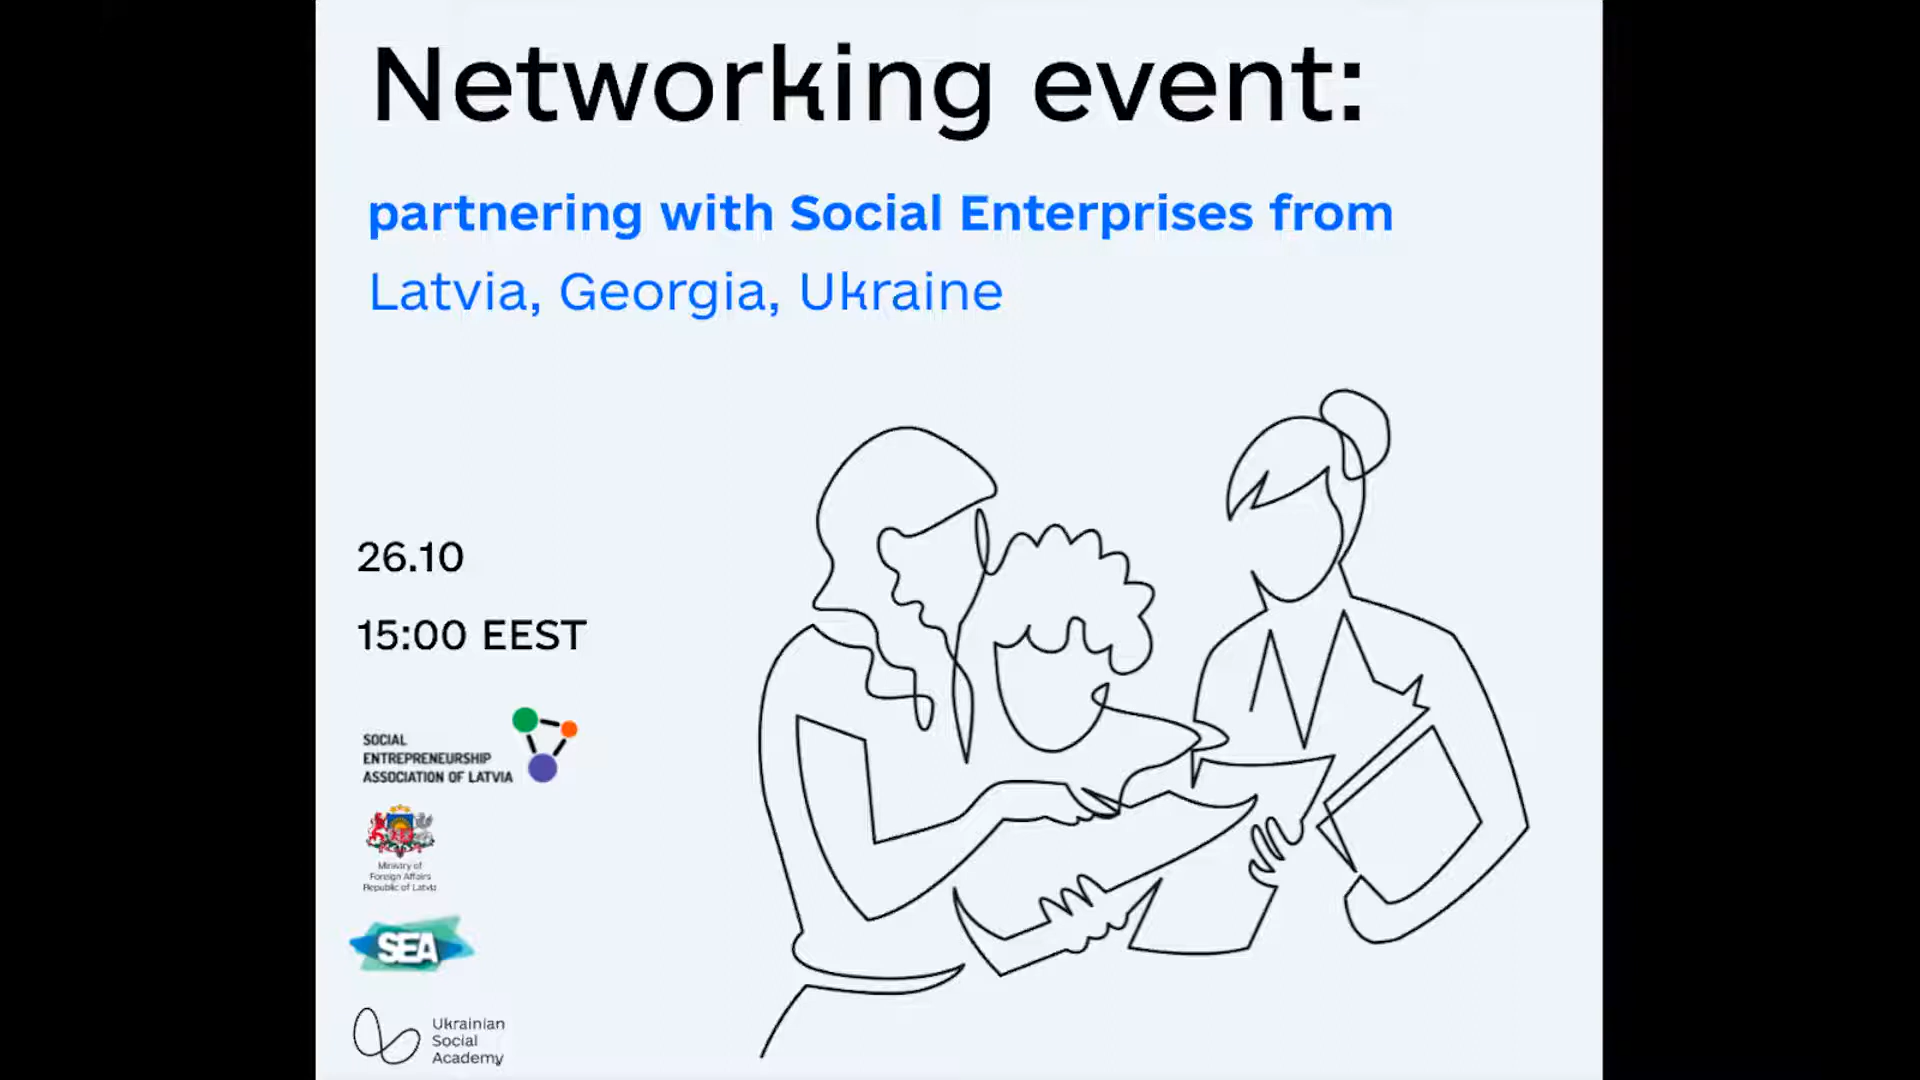 Networking event:
partnering with Social Enterprises from
Latvia, Georgia, Ukraine
26.10
15:00 EEST
SOCIAL
ENTREPRENEURSHIP
ASSOCIATION OF LATVIA
Ministry of
Foreign Affairs
Republic of Latvia
SEA
Ukrainian
Social
Academy